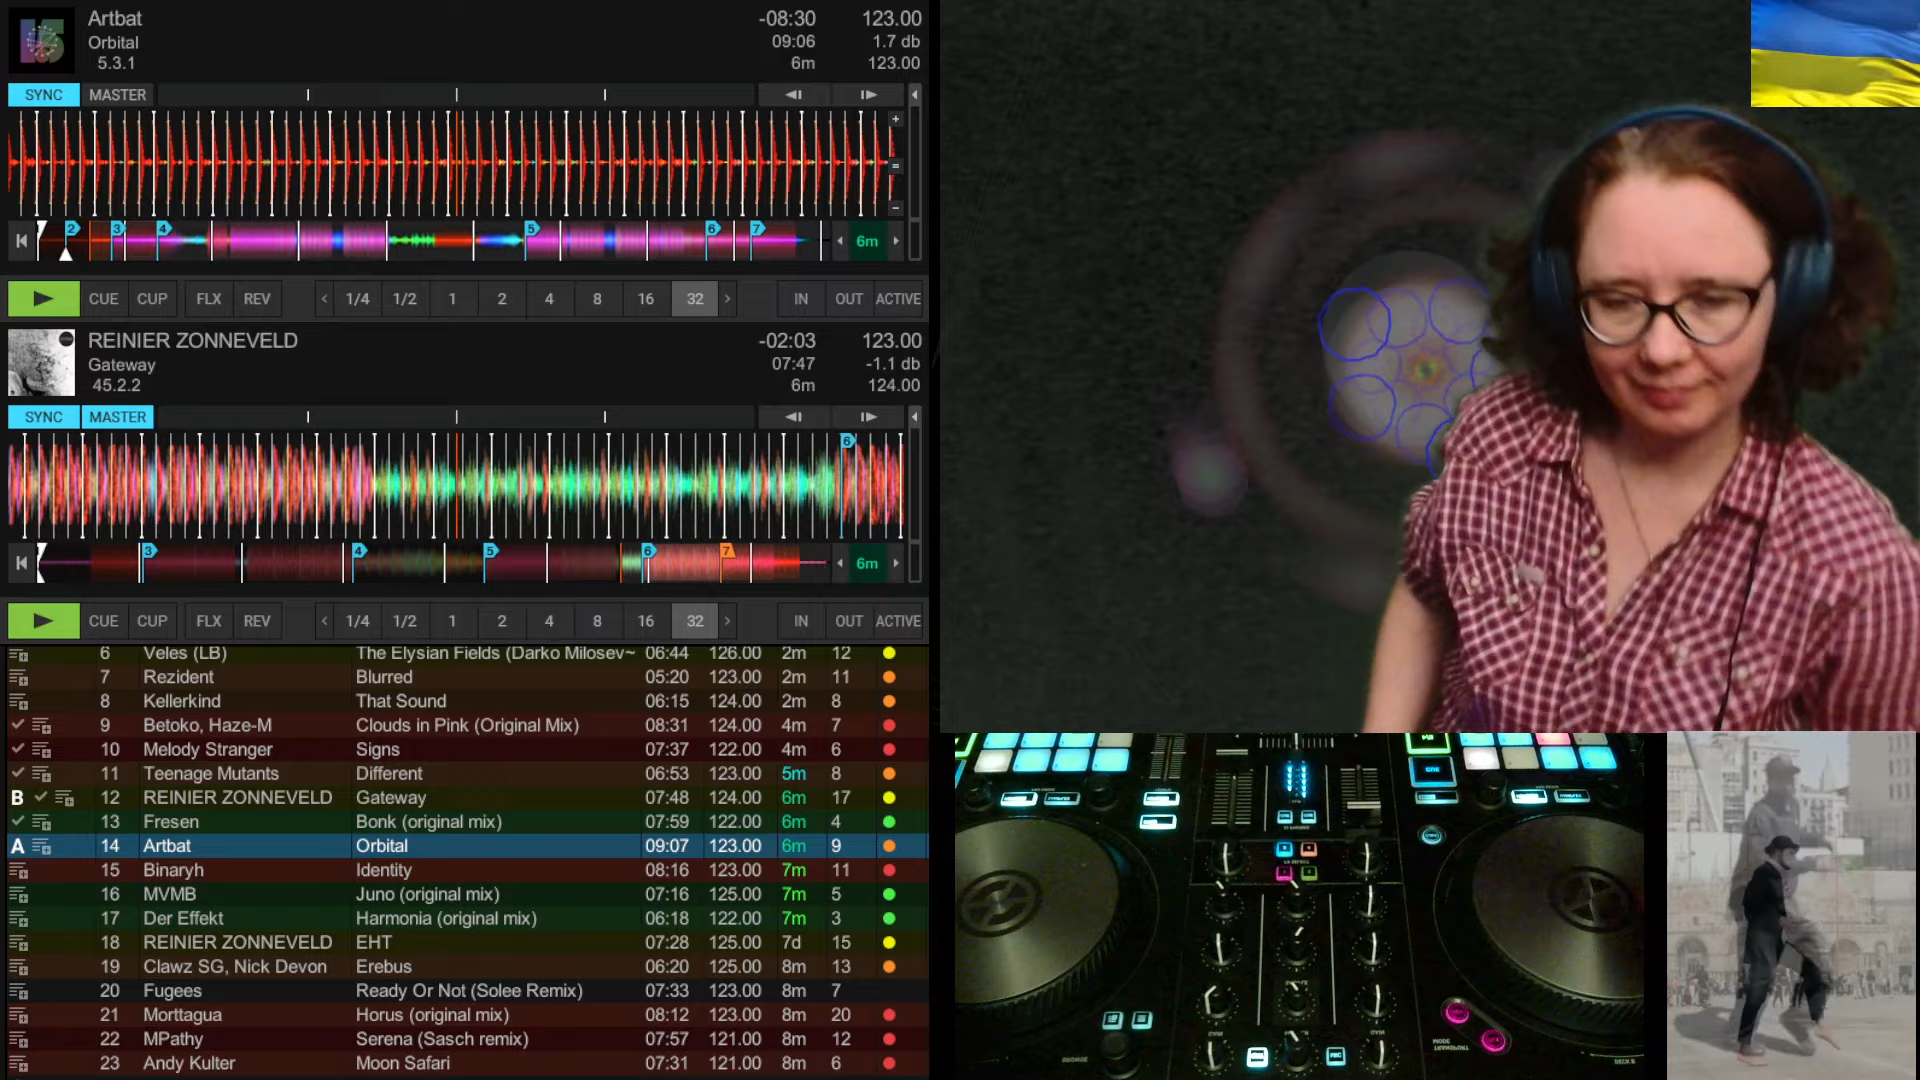 Artbat -08:30 123.00
Orbital 09:06 1.7 db
5.3.1 6m 123.00
SYNC MASTER
2 3 4 5 6 7 6m
CUE CUP FLX REV 1/4 1/2 1 2 4 8 16 32 IN OUT ACTIVE
REINIER ZONNEVELD -02:03 123.00
Gateway 07:47 -1.1 db
45.2.2 6m 124.00
SYNC MASTER
6
3 4 5 6 7 6m
CUE CUP FLX REV 1/4 1/2 1 2 4 8 16 32 IN OUT ACTIVE
6 Veles (LB) The Elysian Fields (Darko Milosev~ 06:44 126.00 2m 12
7 Rezident Blurred 05:20 123.00 2m 11
8 Kellerkind That Sound 06:15 124.00 2m 8
9 Betoko, Haze-M Clouds in Pink (Original Mix) 08:31 124.00 4m 7
10 Melody Stranger Signs 07:37 122.00 4m 6
11 Teenage Mutants Different 06:53 123.00 5m 8
B 12 REINIER ZONNEVELD Gateway 07:48 124.00 6m 17
13 Fresen Bonk (original mix) 07:59 122.00 6m 4
A 14 Artbat Orbital 09:07 123.00 6m 9
15 Binaryh Identity 08:16 123.00 7m 11
16 MVMB Juno (original mix) 07:16 125.00 7m 5
17 Der Effekt Harmonia (original mix) 06:18 122.00 7m 3
18 REINIER ZONNEVELD EHT 07:28 125.00 7d 15
19 Clawz SG, Nick Devon Erebus 06:20 125.00 8m 13
20 Fugees Ready Or Not (Solee Remix) 07:33 123.00 8m 7
21 Morttagua Horus (original mix) 08:12 123.00 8m 20
22 MPathy Serena (Sasch remix) 07:57 121.00 8m 12
23 Andy Kulter Moon Safari 07:31 121.00 8m 6